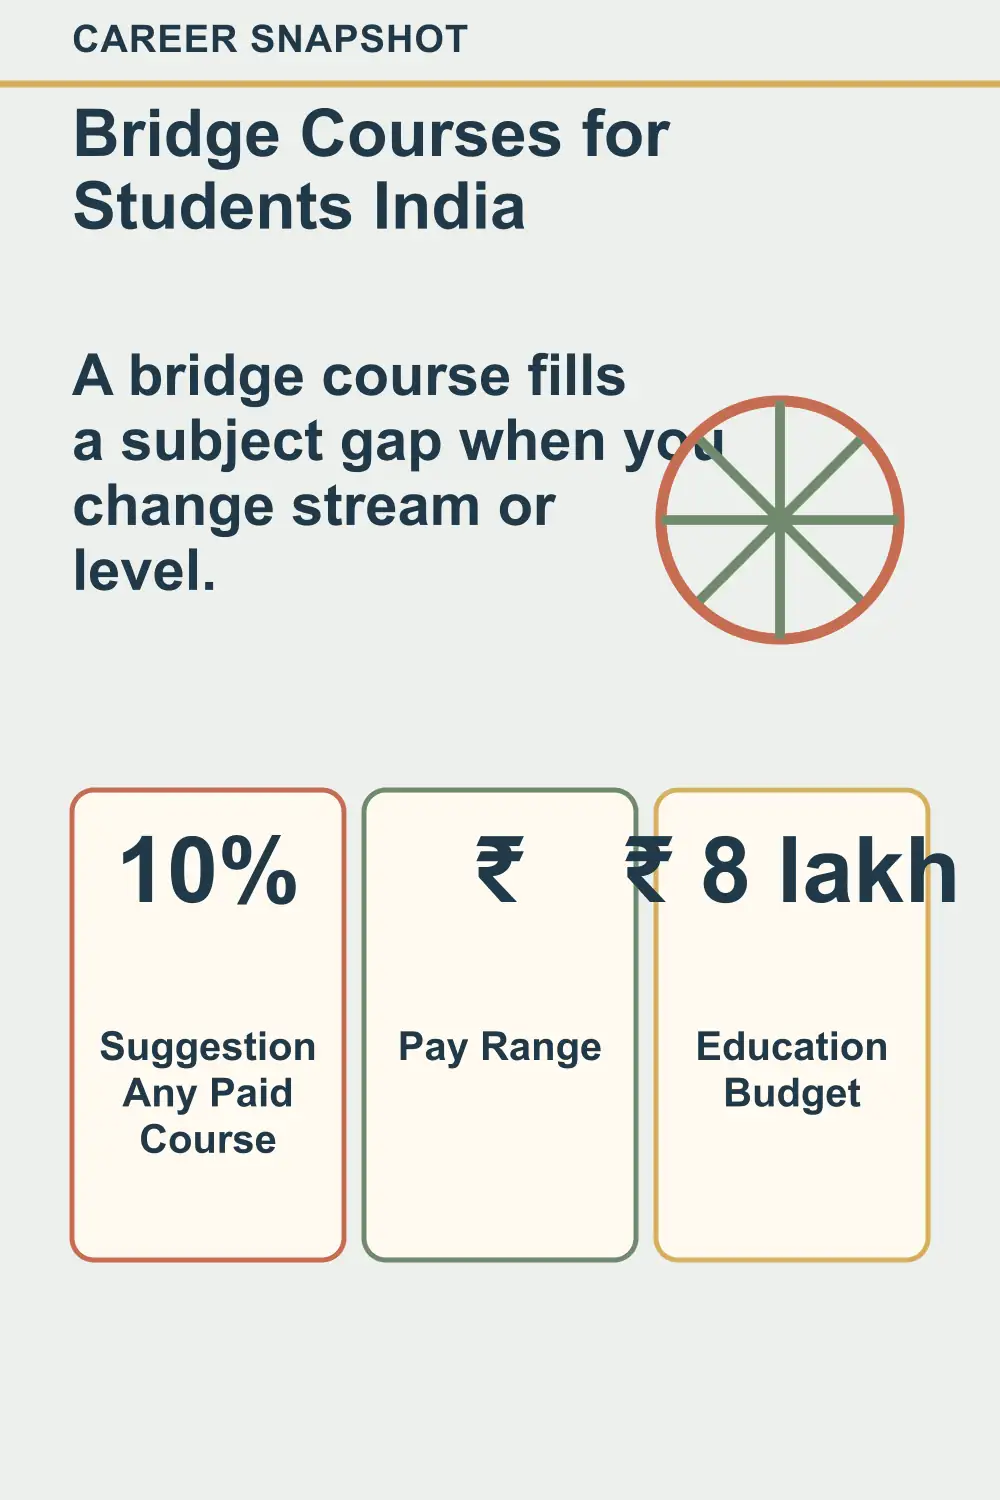 CAREER SNAPSHOT
Bridge Courses for
Students India
A bridge course fills
a subject gap when you
change stream or
level.
10%
Suggestion
Any Paid
Course
₹
Pay Range
₹ 8 lakh
Education
Budget